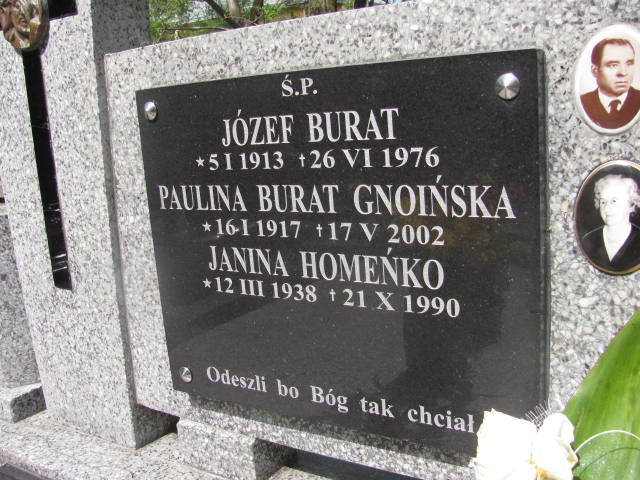 Ś.P.
JÓZEF BURAT
★5 I 1913 †26 VI 1976
PAULINA BURAT GNOIŃSKA
★16 I 1917 †17 V 2002
JANINA HOMEŃKO
★12 III 1938 †21 X 1990
Odeszli bo Bóg tak chciał